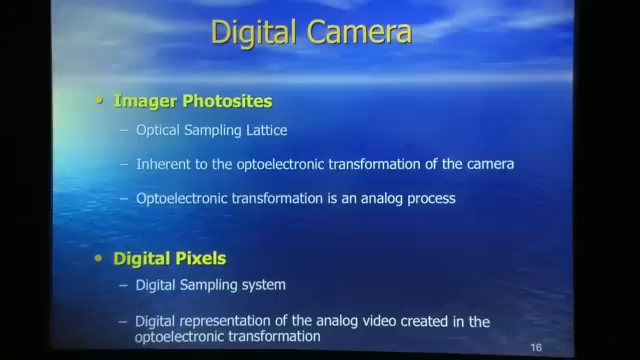 Digital Camera
• Imager Photosites
– Optical Sampling Lattice
– Inherent to the optoelectronic transformation of the camera
– Optoelectronic transformation is an analog process
• Digital Pixels
– Digital Sampling system
– Digital representation of the analog video created in the
optoelectronic transformation
16